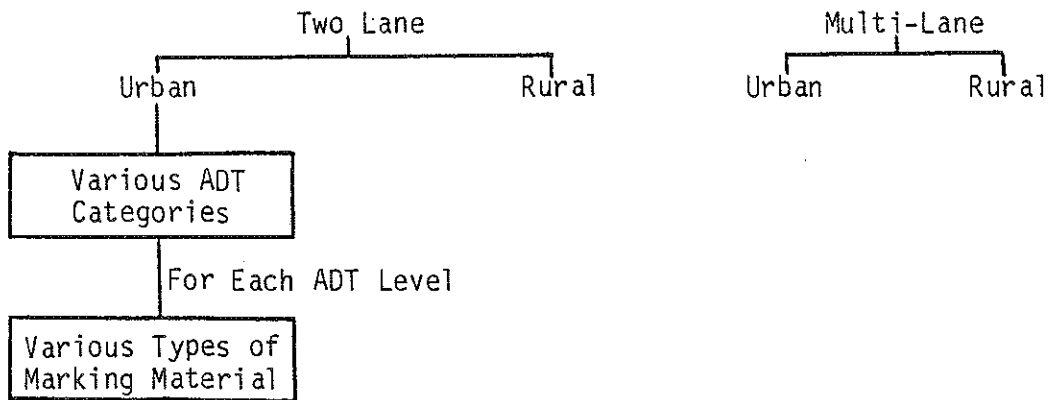 Two Lane
Multi-Lane
Urban
Rural
Urban
Rural
Various ADT
Categories
For Each ADT Level
Various Types of
Marking Material